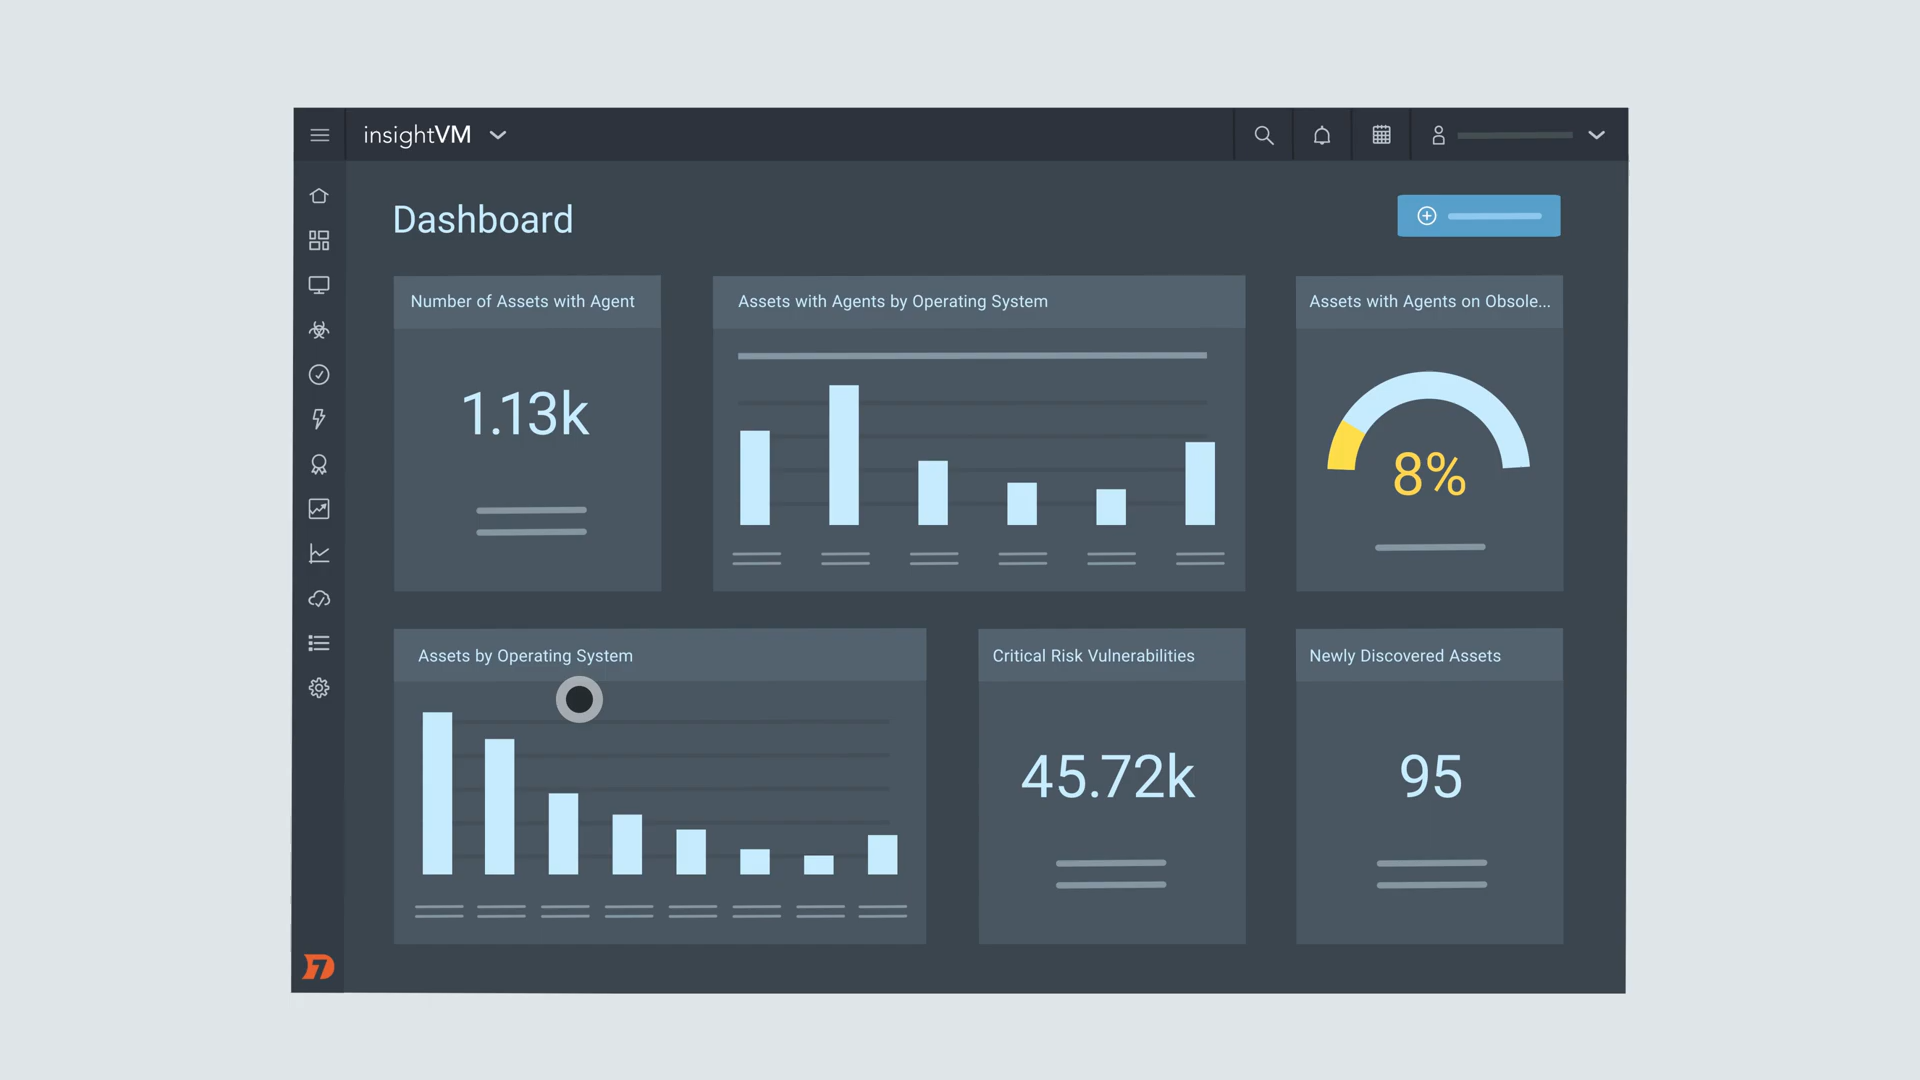 insightVM
Dashboard
Number of Assets with Agent
1.13k
Assets with Agents by Operating System
Assets with Agents on Obsole...
8%
Assets by Operating System
Critical Risk Vulnerabilities
45.72k
Newly Discovered Assets
95
7